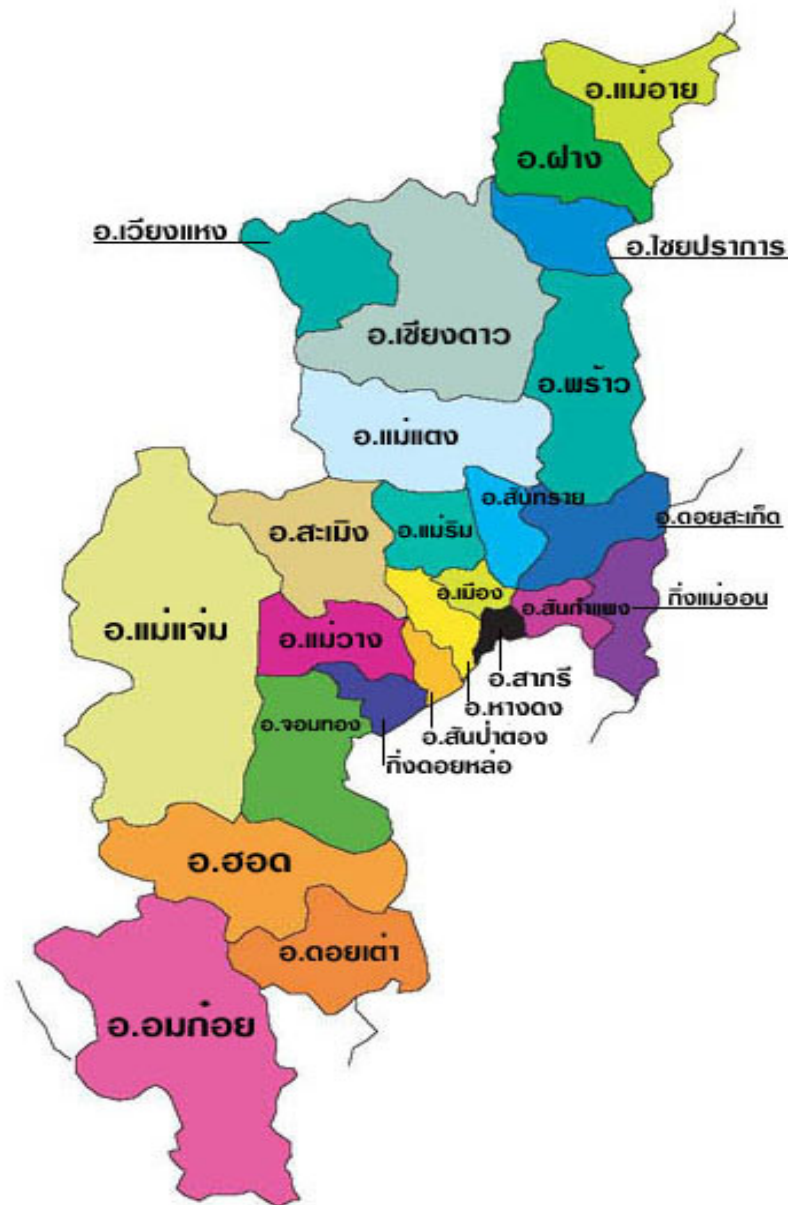 อ.แม่อาย
อ.ฝาง
อ.เวียงแหง
อ.ไชยปราการ
อ.เชียงดาว
อ.พร้าว
อ.แม่แตง
อ.สันทราย
อ.ดอยสะเก็ด
อ.สะเมิง
อ.แม่ริม
อ.เมือง
อ.สันกำแพง
กิ่งแม่ออน
อ.แม่แจ่ม
อ.แม่วาง
อ.สาภรี
อ.หางดง
อ.จอมทอง
อ.สันป่าตอง
กิ่งดอยหล่อ
อ.ฮอด
อ.ดอยเต่า
อ.อมก๋อย